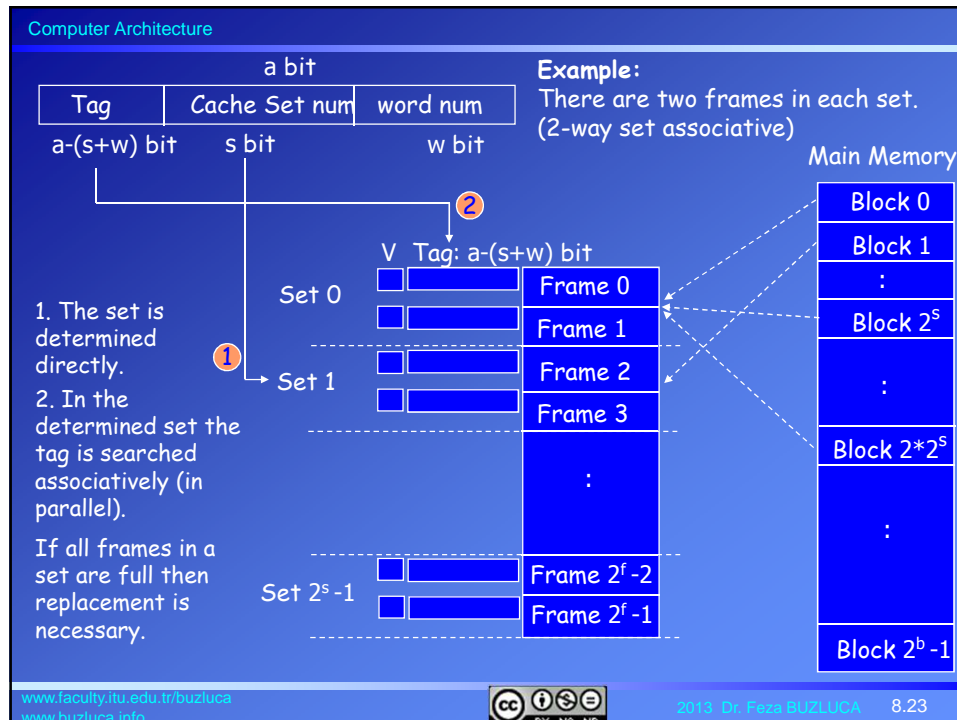 Computer Architecture
a bit
Tag Cache Set num word num
a-(s+w) bit s bit w bit
Example:
There are two frames in each set.
(2-way set associative)
Main Memory
Block 0
Block 1
:
Block 2ˢ
:
Block 2*2ˢ
:
Block 2ᵇ-1
2
V Tag: a-(s+w) bit
Set 0
Frame 0
Frame 1
1
Set 1
Frame 2
Frame 3
:
Set 2ˢ-1
Frame 2ᶠ-2
Frame 2ᶠ-1
1. The set is
determined
directly.
2. In the
determined set the
tag is searched
associatively (in
parallel).
If all frames in a
set are full then
replacement is
necessary.
www.faculty.itu.edu.tr/buzluca
www.buzluca.info
cc
BY NC ND
2013 Dr. Feza BUZLUCA 8.23